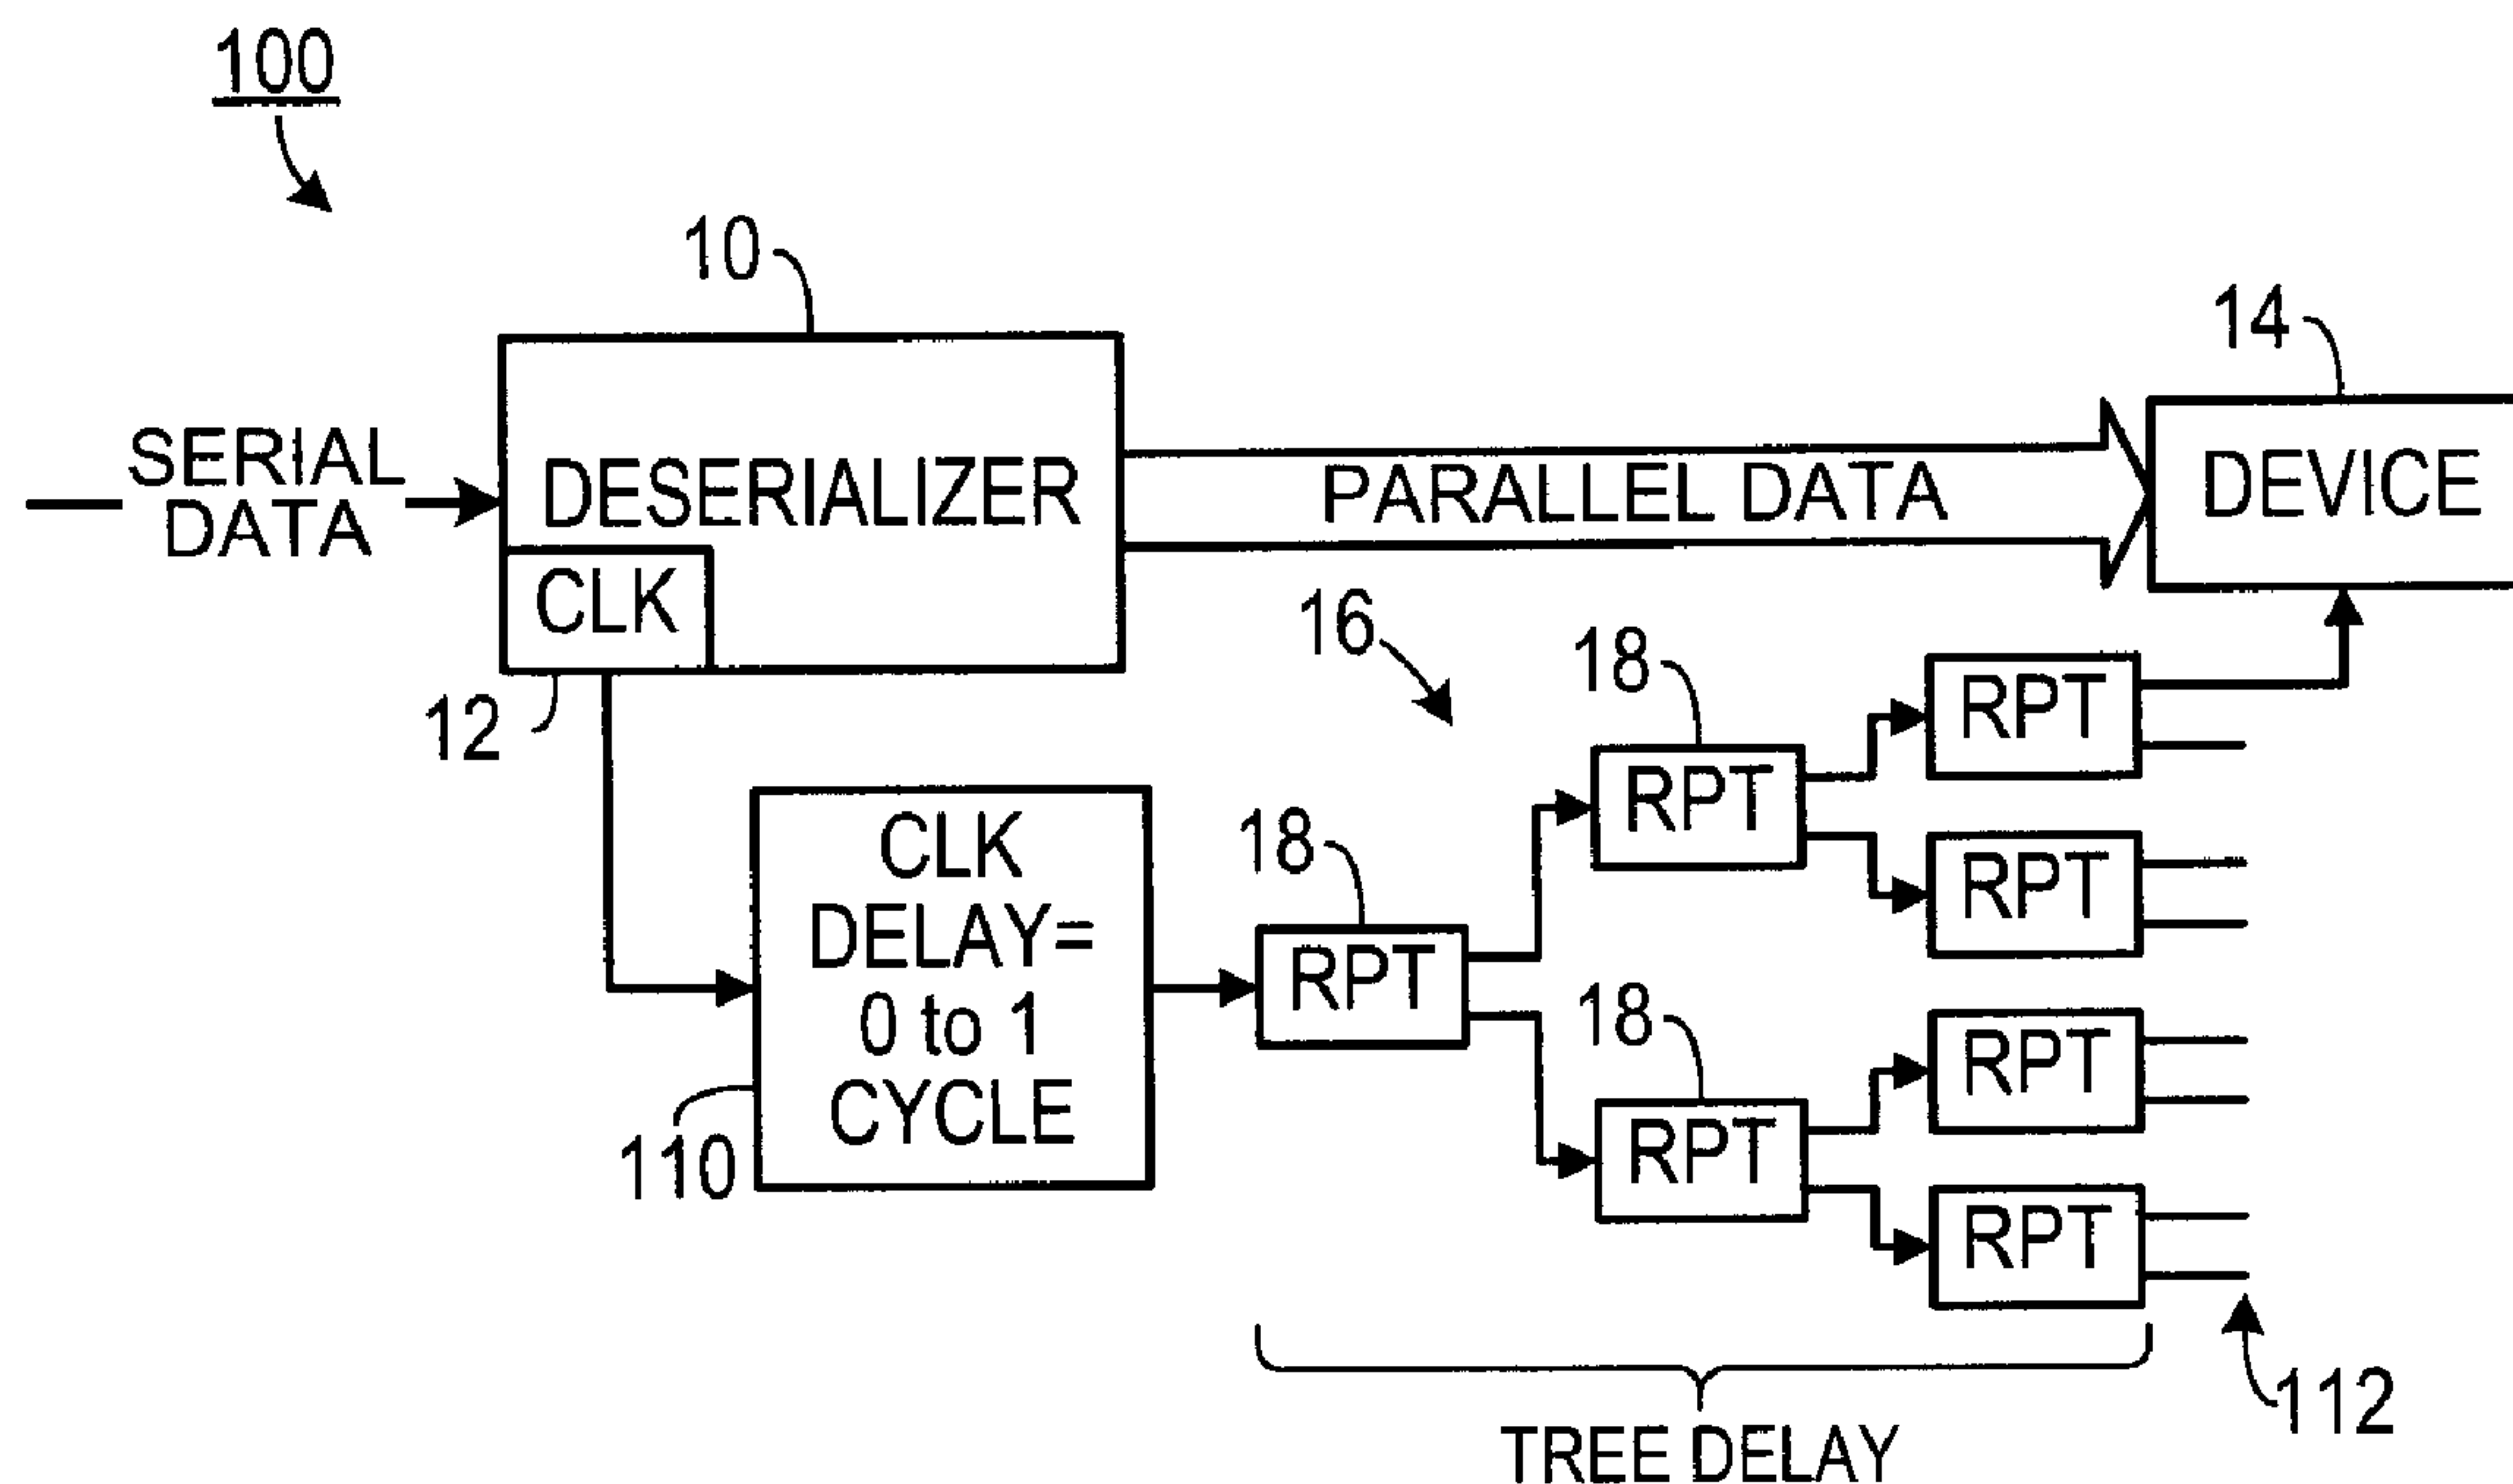 100
10
14
SERIAL
DATA
DESERIALIZER
PARALLEL DATA
DEVICE
CLK
12
16
18
RPT
18
RPT
RPT
CLK
DELAY=
0 to 1
CYCLE
110
18
RPT
18
RPT
RPT
RPT
TREE DELAY
112